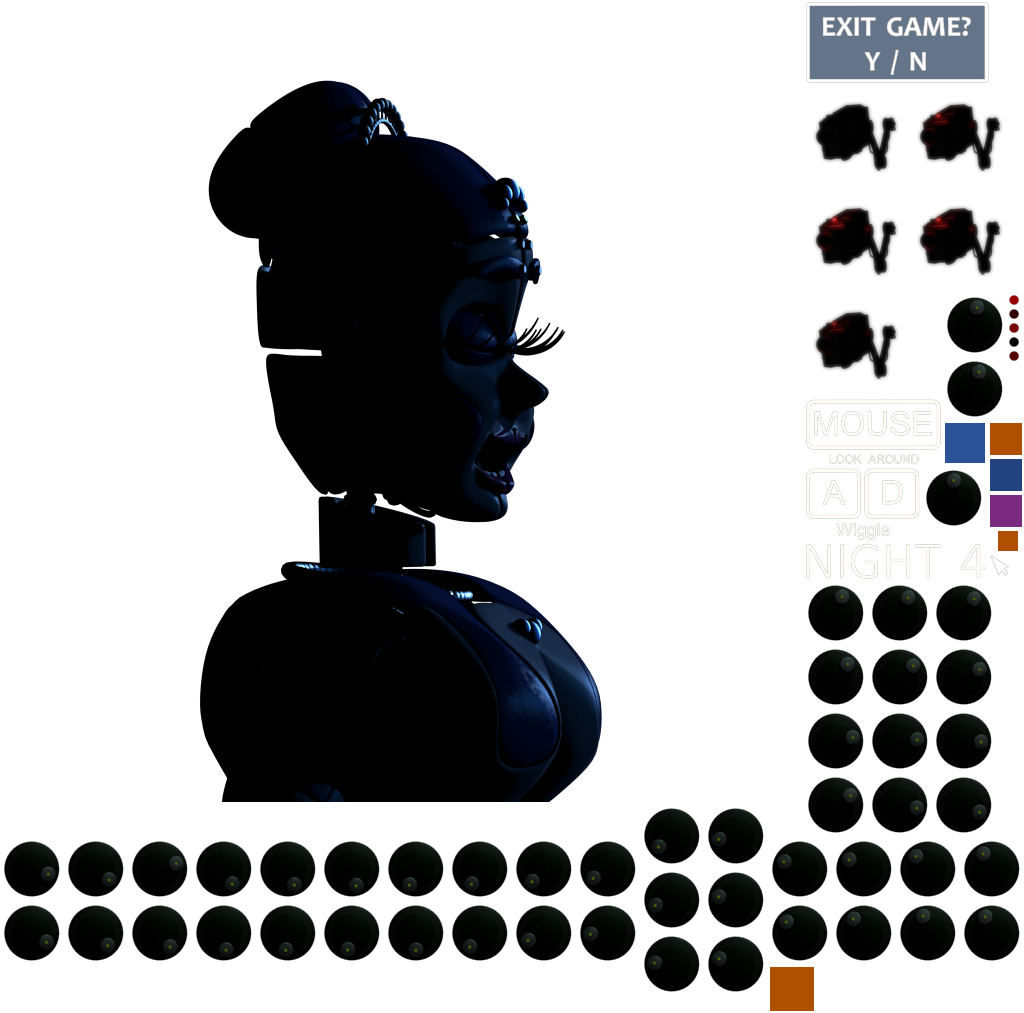 EXIT GAME?
Y / N
MOUSE
LOOK AROUND
A D
Wiggle
NIGHT 4